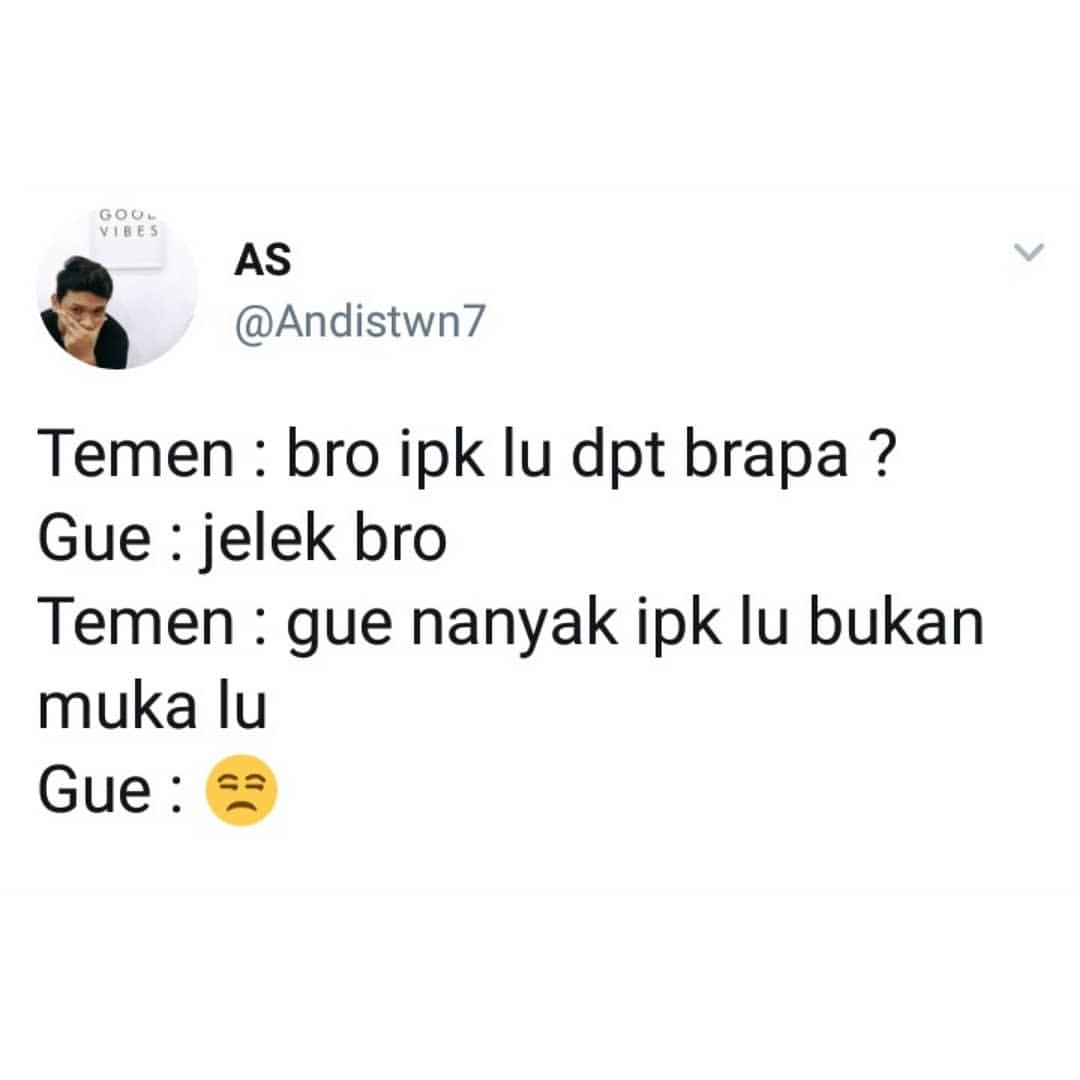 GOOD
VIBES
AS
@Andistwn7
Temen : bro ipk lu dpt brapa ?
Gue : jelek bro
Temen : gue nanyak ipk lu bukan
muka lu
Gue : 😒